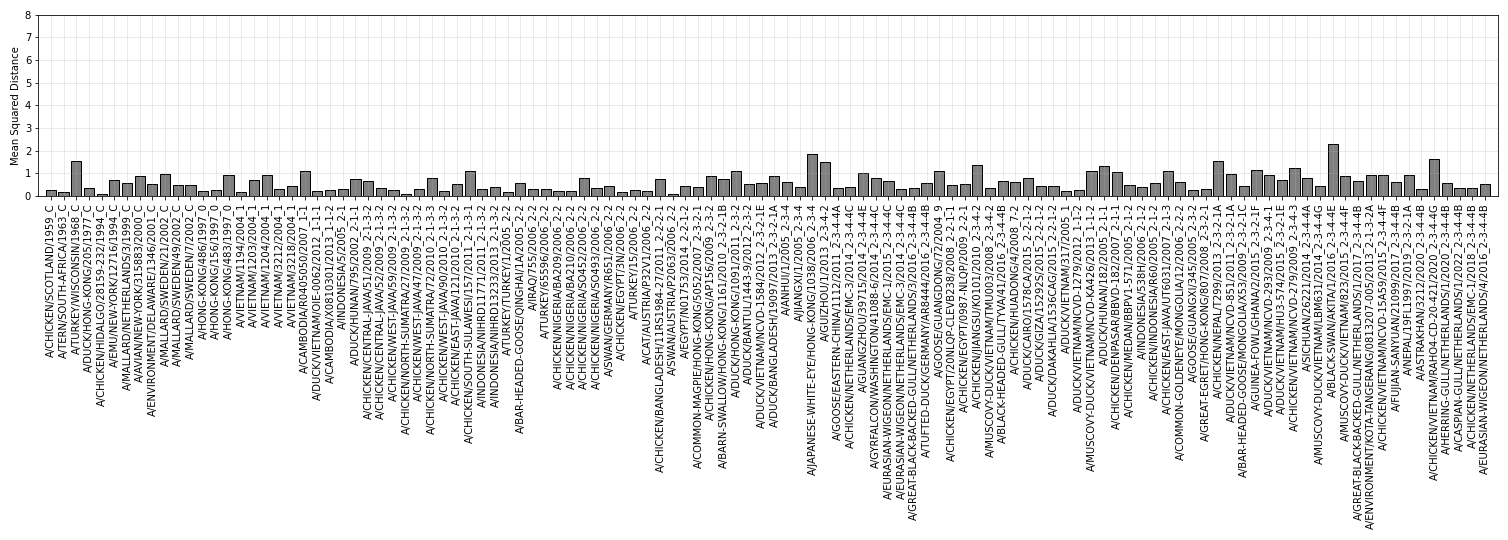 8
7
6
5
4
3
2
1
0
Mean Squared Distance
A/CHICKEN/SCOTLAND/1959_C
A/TERN/SOUTH-AFRICA/1963_C
A/TURKEY/WISCONSIN/1968_C
A/DUCK/HONG-KONG/205/1977_C
A/CHICKEN/HIDALGO/28159-232/1994_C
A/EMU/NEW-YORK/12716/1994_C
A/MALLARD/NETHERLANDS/3/1999_C
A/AVIAN/NEW-YORK/15883/2000_C
A/ENVIRONMENT/DELAWARE/1346/2001_C
A/MALLARD/SWEDEN/21/2002_C
A/MALLARD/SWEDEN/49/2002_C
A/MALLARD/SWEDEN/7/2002_C
A/HONG-KONG/486/1997_0
A/HONG-KONG/156/1997_0
A/HONG-KONG/483/1997_0
A/VIETNAM/1194/2004_1
A/VIETNAM/1203/2004_1
A/VIETNAM/1204/2004_1
A/VIETNAM/3212/2004_1
A/VIETNAM/3218/2004_1
A/CAMBODIA/R0405050/2007_1-1
A/DUCK/VIETNAM/OIE-0062/2012_1-1-1
A/CAMBODIA/X0810301/2013_1-1-2
A/INDONESIA/5/2005_2-1
A/DUCK/HUNAN/795/2002_2-1-1
A/CHICKEN/CENTRAL-JAVA/51/2009_2-1-3-2
A/CHICKEN/CENTRAL-JAVA/52/2009_2-1-3-2
A/CHICKEN/WEST-JAVA/29/2009_2-1-3-2
A/CHICKEN/NORTH-SUMATRA/27/2009_2-1-3-2
A/CHICKEN/WEST-JAVA/47/2009_2-1-3-2
A/CHICKEN/NORTH-SUMATRA/72/2010_2-1-3-2
A/CHICKEN/WEST-JAVA/90/2010_2-1-3-2
A/CHICKEN/EAST-JAVA/121/2010_2-1-3-2
A/CHICKEN/SOUTH-SULAWESI/157/2011_2-1-3-1
A/INDONESIA/NIHRD11771/2011_2-1-3-2
A/INDONESIA/NIHRD13233/2013_2-1-3-2
A/TURKEY/TURKEY/1/2005_2-2
A/BAR-HEADED-GOOSE/QINGHAI/1A/2005_2-2
A/IRAQ/755/2006_2-2
A/TURKEY/65596/2006_2-2
A/CHICKEN/NIGERIA/BA209/2006_2-2
A/CHICKEN/NIGERIA/BA210/2006_2-2
A/CHICKEN/NIGERIA/SO452/2006_2-2
A/CHICKEN/NIGERIA/SO493/2006_2-2
A/SWAN/GERMANY/R651/2006_2-2
A/CHICKEN/EGYPT/3N/2006_2-2
A/TURKEY/15/2006_2-2
A/CAT/AUSTRIA/P32V1/2006_2-2
A/CHICKEN/BANGLADESH/11RS1984-33/2011_2-2
A/SWAN/AUSTRIA/P2063/2006_2-2
A/EGYPT/N01753/2014_2-2-1-2
A/COMMON-MAGPIE/HONG-KONG/5052/2007_2-3-2-1
A/CHICKEN/HONG-KONG/AP156/2009_2-3-2
A/BARN-SWALLOW/HONG-KONG/1161/2010_2-3-2-1B
A/DUCK/HONG-KONG/1091/2011_2-3-2
A/DUCK/BANTUL/1443-9/2012_2-3-2
A/DUCK/VIETNAM/NCVD-1584/2012_2-3-2-1E
A/DUCK/BANGLADESH/19097/2013_2-3-2-1A
A/ANHUI/1/2005_2-3-4
A/JIANGXI/1/2005_2-3-4
A/JAPANESE-WHITE-EYE/HONG-KONG/1038/2006_2-3-4
A/GUIZHOU/1/2013_2-3-4-2
A/GOOSE/EASTERN-CHINA/1112/2011_2-3-4-4A
A/CHICKEN/NETHERLANDS/EMC-3/2014_2-3-4-4C
A/GUANGZHOU/39715/2014_2-3-4-4E
A/GYRFALCON/WASHINGTON/41088-6/2014_2-3-4-4C
A/EURASIAN-WIGEON/NETHERLANDS/EMC-1/2015_2-3-4-4C
A/EURASIAN-WIGEON/NETHERLANDS/EMC-3/2014_2-3-4-4C
A/GREAT-BLACK-BACKED-GULL/NETHERLANDS/3/2016_2-3-4-4B
A/TUFTED-DUCK/GERMANY/AR8444/2016_2-3-4-4B
A/GOOSE/GUIYANG/337/2006_4
A/CHICKEN/EGYPT/20NLQP-CLEVB238/2008_2-2-1-1
A/CHICKEN/EGYPT/0987-NLQP/2009_2-2-1
A/CHICKEN/JIANGSU/K0101/2010_2-3-4
A/MUSCOVY-DUCK/VIETNAM/TMU003/2008_2-3-4-2
A/BLACK-HEADED-GULL/TYVA/41/2016_2-3-4-4B
A/CHICKEN/HUADONG/4/2008_7-2
A/DUCK/CAIRO/1578CA/2015_2-2-1-2
A/DUCK/GIZA/15292S/2015_2-2-1-2
A/DUCK/DAKAHLIA/1536CAG/2015_2-2-1-2
A/DUCK/VIETNAM/317/2005_1
A/DUCK/VIETNAM/NCVD-1279/2012_1-1-2
A/MUSCOVY-DUCK/VIETNAM/NCVD-KA426/2013_1-1-2
A/DUCK/HUNAN/182/2005_2-1-1
A/CHICKEN/DENPASAR/BBVD-182/2007_2-1-1
A/CHICKEN/MEDAN/BBPV1-571/2005_2-1-1
A/INDONESIA/538H/2006_2-1-2
A/CHICKEN/INDONESIA/R60/2005_2-1-2
A/CHICKEN/EAST-JAVA/UT6031/2007_2-1-3
A/COMMON-GOLDENEYE/MONGOLIA/12/2006_2-2-2
A/GOOSE/GUANGXI/345/2005_2-3-2
A/GREAT-EGRET/HONG-KONG/807/2008_2-3-2-1
A/CHICKEN/NEPAL/T299/2013_2-3-2-1A
A/DUCK/VIETNAM/NCVD-851/2011_2-3-2-1A
A/BAR-HEADED-GOOSE/MONGOLIA/X53/2009_2-3-2-1C
A/GUINEA-FOWL/GHANA/2/2015_2-3-2-1F
A/DUCK/VIETNAM/NCVD-293/2009_2-3-4-1
A/DUCK/VIETNAM/HU3-574/2015_2-3-2-1E
A/CHICKEN/VIETNAM/NCVD-279/2009_2-3-4-3
A/SICHUAN/26221/2014_2-3-4-4A
A/MUSCOVY-DUCK/VIETNAM/LBM631/2014_2-3-4-4G
A/BLACK-SWAN/AKITA/1/2016_2-3-4-4E
A/MUSCOVY-DUCK/VIETNAM/82/2018_2-3-4-4F
A/GREAT-BLACK-BACKED-GULL/NETHERLANDS/1/2017_2-3-4-4B
A/ENVIRONMENT/KOTA-TANGERANG/0813207-005/2017_2-1-3-2A
A/CHICKEN/VIETNAM/NCVD-15A59/2015_2-3-4-4F
A/FUJIAN-SANYUAN/21099/2017_2-3-4-4B
A/NEPAL/19FL1997/2019_2-3-2-1A
A/ASTRAKHAN/3212/2020_2-3-4-4B
A/CHICKEN/VIETNAM/RAHO4-CD-20-421/2020_2-3-4-4G
A/HERRING-GULL/NETHERLANDS/1/2020_2-3-4-4B
A/CASPIAN-GULL/NETHERLANDS/1/2022_2-3-4-4B
A/CHICKEN/NETHERLANDS/EMC-1/2018_2-3-4-4B
A/EURASIAN-WIGEON/NETHERLANDS/4/2016_2-3-4-4B